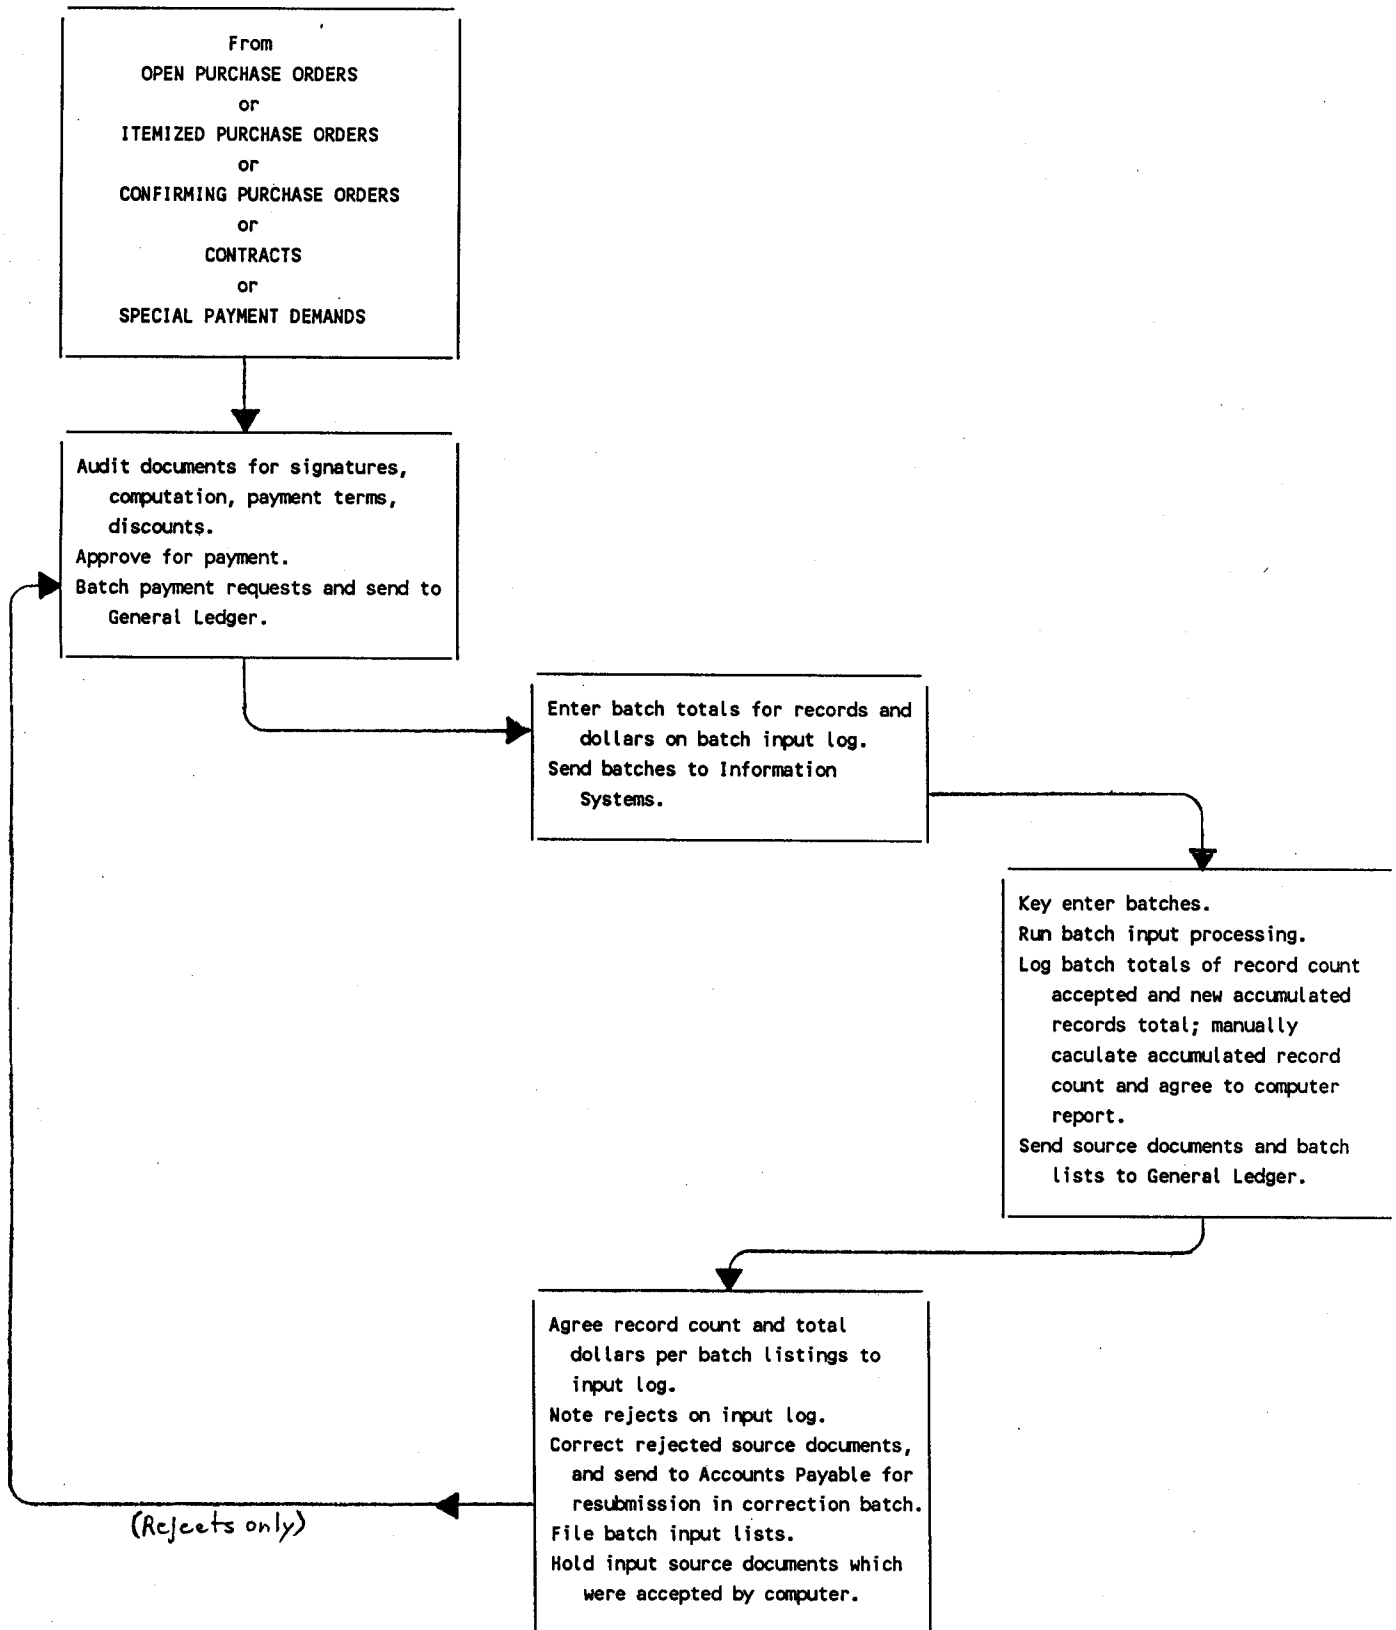 From
OPEN PURCHASE ORDERS
or
ITEMIZED PURCHASE ORDERS
or
CONFIRMING PURCHASE ORDERS
or
CONTRACTS
or
SPECIAL PAYMENT DEMANDS
Audit documents for signatures,
computation, payment terms,
discounts.
Approve for payment.
Batch payment requests and send to
General Ledger.
Enter batch totals for records and
dollars on batch input log.
Send batches to Information
Systems.
Key enter batches.
Run batch input processing.
Log batch totals of record count
accepted and new accumulated
records total; manually
caculate accumulated record
count and agree to computer
report.
Send source documents and batch
lists to General Ledger.
Agree record count and total
dollars per batch listings to
input log.
Note rejects on input log.
Correct rejected source documents,
and send to Accounts Payable for
resubmission in correction batch.
File batch input lists.
Hold input source documents which
were accepted by computer.
(Rejects only)